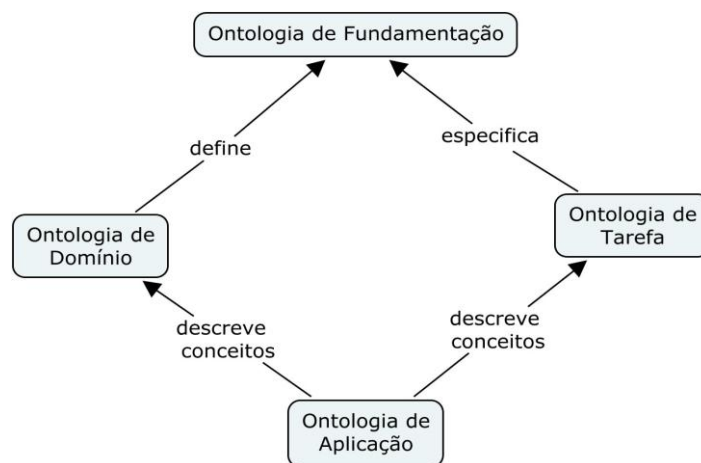 Ontologia de Fundamentação
define
especifica
Ontologia de
Domínio
Ontologia de
Tarefa
descreve
conceitos
descreve
conceitos
Ontologia de
Aplicação